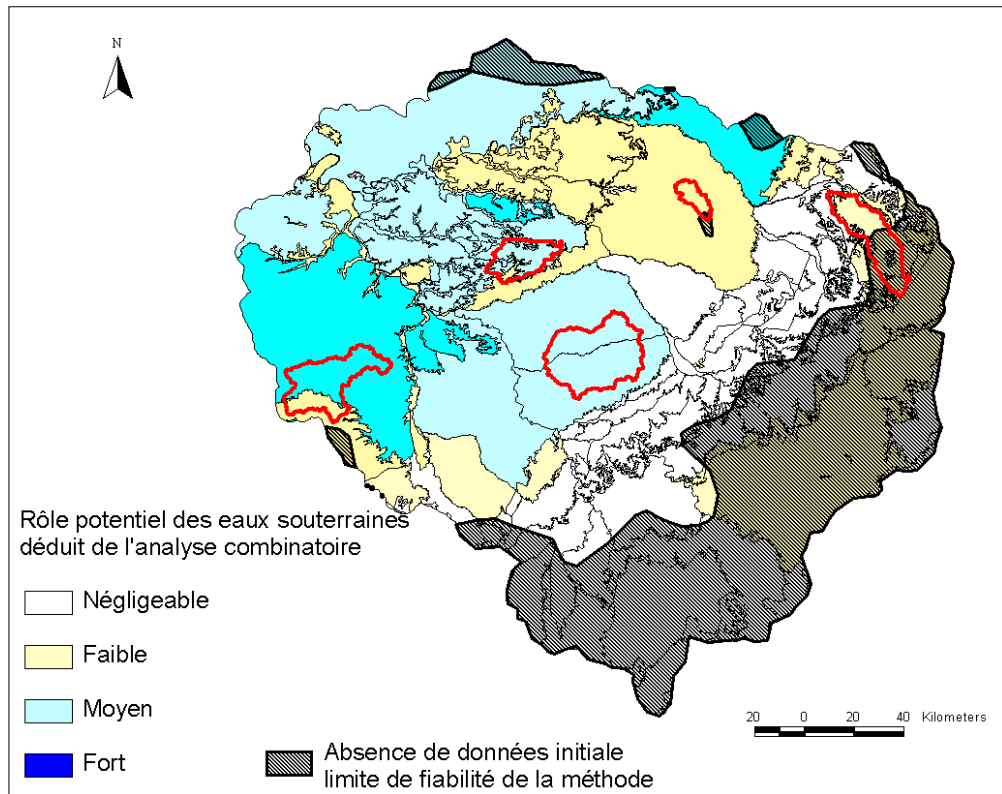 N
Rôle potentiel des eaux souterraines
déduit de l'analyse combinatoire
Négligeable
Faible
Moyen
Fort
Absence de données initiale
limite de fiabilité de la méthode
20 0 20 40 Kilometers